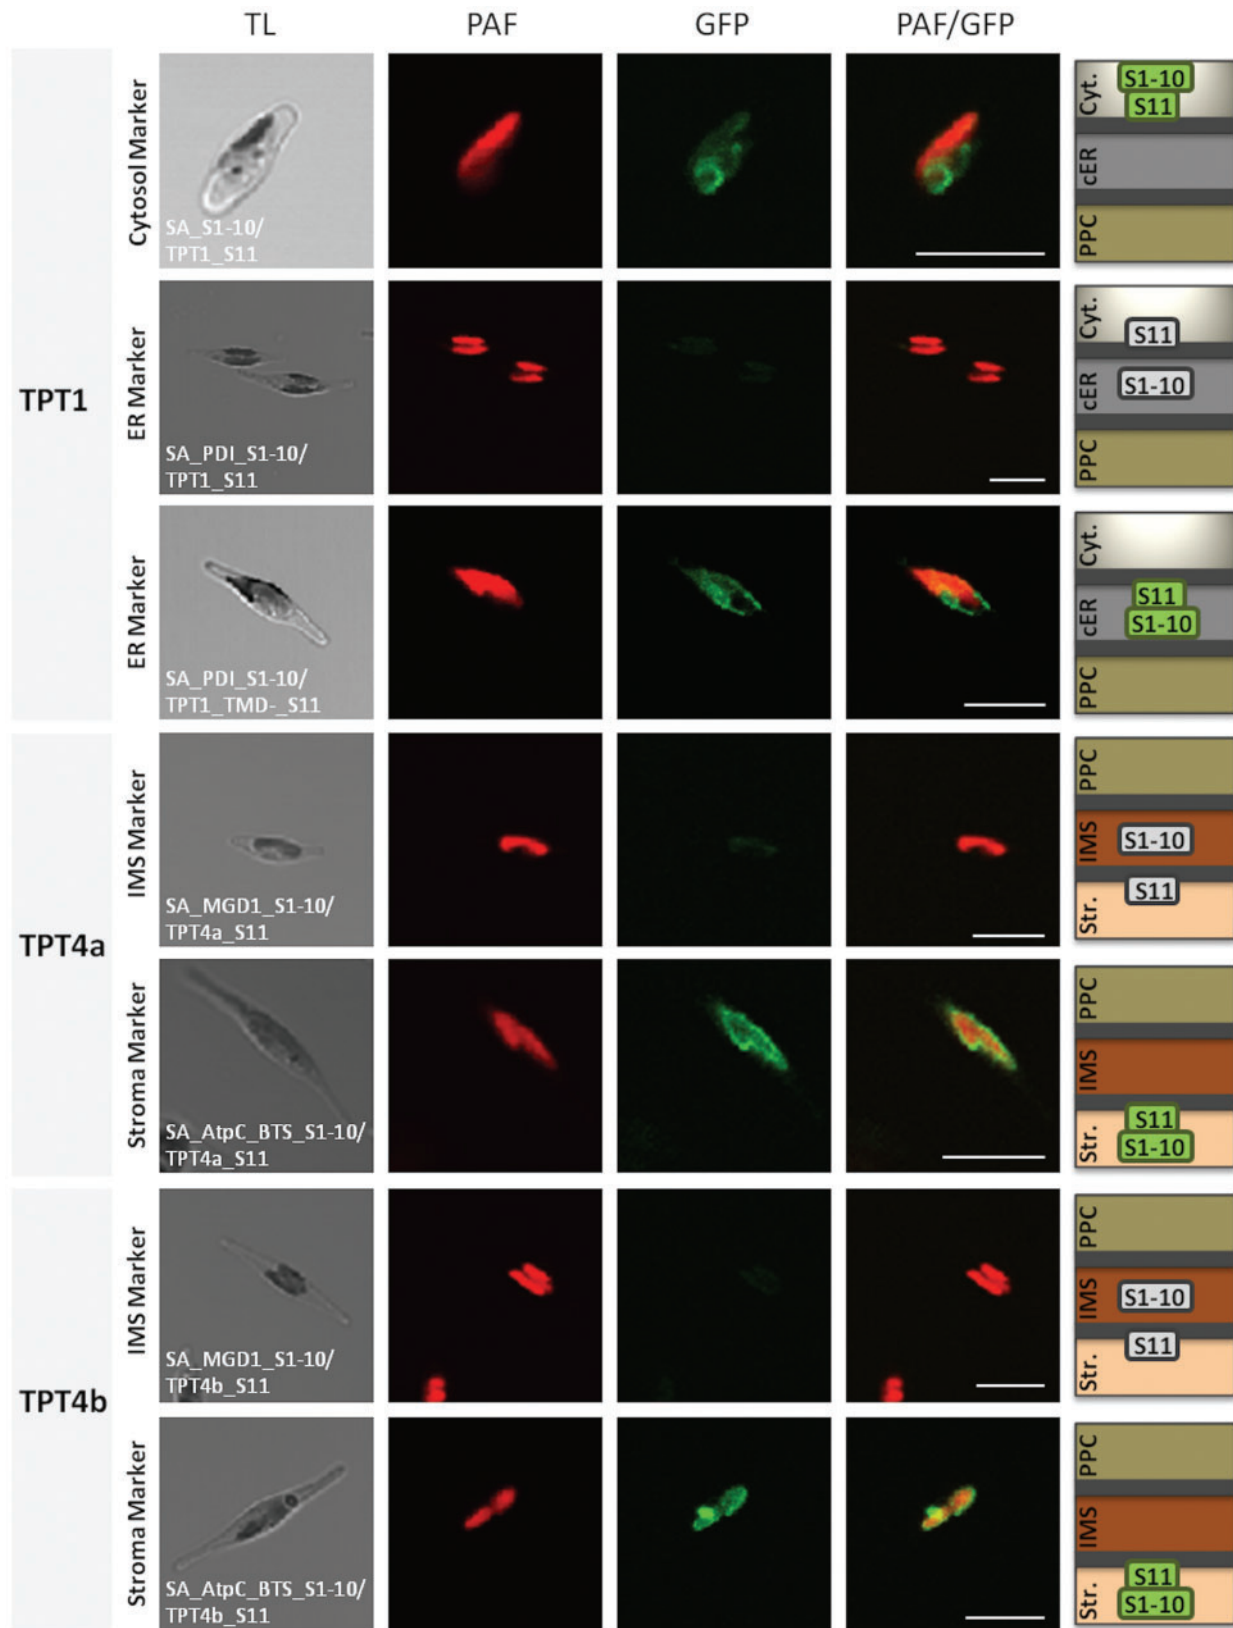 TL PAF GFP PAF/GFP
TPT1
Cytosol Marker
SA_S1-10/
TPT1_S11
Cyt.
S1-10
S11
cER
PPC
ER Marker
SA_PDI_S1-10/
TPT1_S11
Cyt.
S11
cER
S1-10
PPC
ER Marker
SA_PDI_S1-10/
TPT1_TMD-_S11
Cyt.
cER
S11
S1-10
PPC
TPT4a
IMS Marker
SA_MGD1_S1-10/
TPT4a_S11
PPC
IMS
S1-10
Str.
S11
Stroma Marker
SA_AtpC_BTS_S1-10/
TPT4a_S11
PPC
IMS
Str.
S11
S1-10
TPT4b
IMS Marker
SA_MGD1_S1-10/
TPT4b_S11
PPC
IMS
S1-10
Str.
S11
Stroma Marker
SA_AtpC_BTS_S1-10/
TPT4b_S11
PPC
IMS
Str.
S11
S1-10